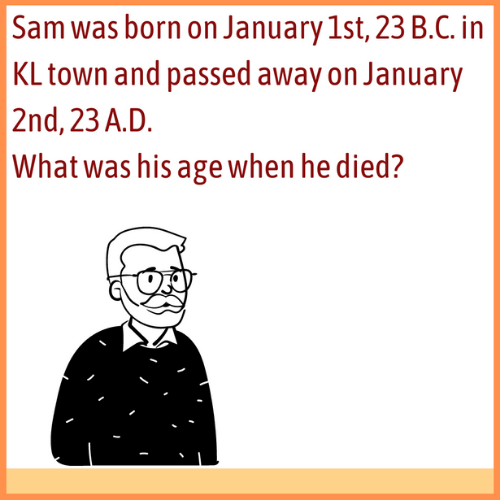 Sam was born on January 1st, 23 B.C. in
KL town and passed away on January
2nd, 23 A.D.
What was his age when he died?